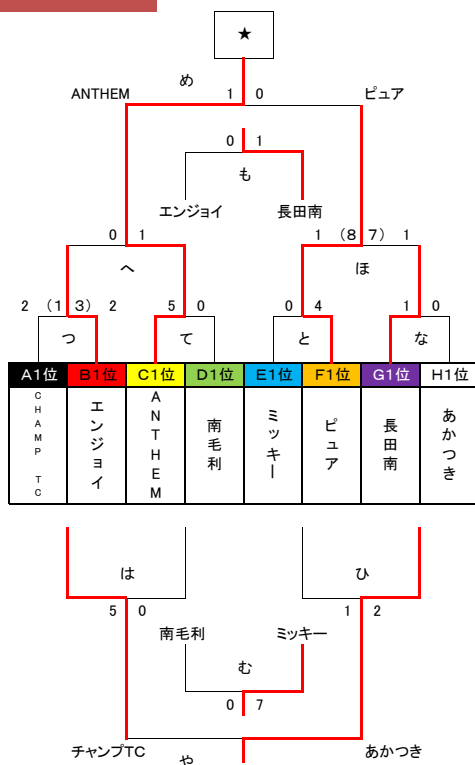 ★
め
ANTHEM 1 0 ピュア
0 1
も
エンジョイ 長田南
0 1 1 (8 7) 1
へ ほ
2 (1 3) 2 5 0 0 4 1 0
つ て と な
A1位 B1位 C1位 D1位 E1位 F1位 G1位 H1位
CHAMP TC エンジョイ ANTHEM 南毛利 ミッキー ピュア 長田南 あかつき
は ひ
5 0 1 2
南毛利 ミッキー
む
0 7
チャンプTC や あかつき